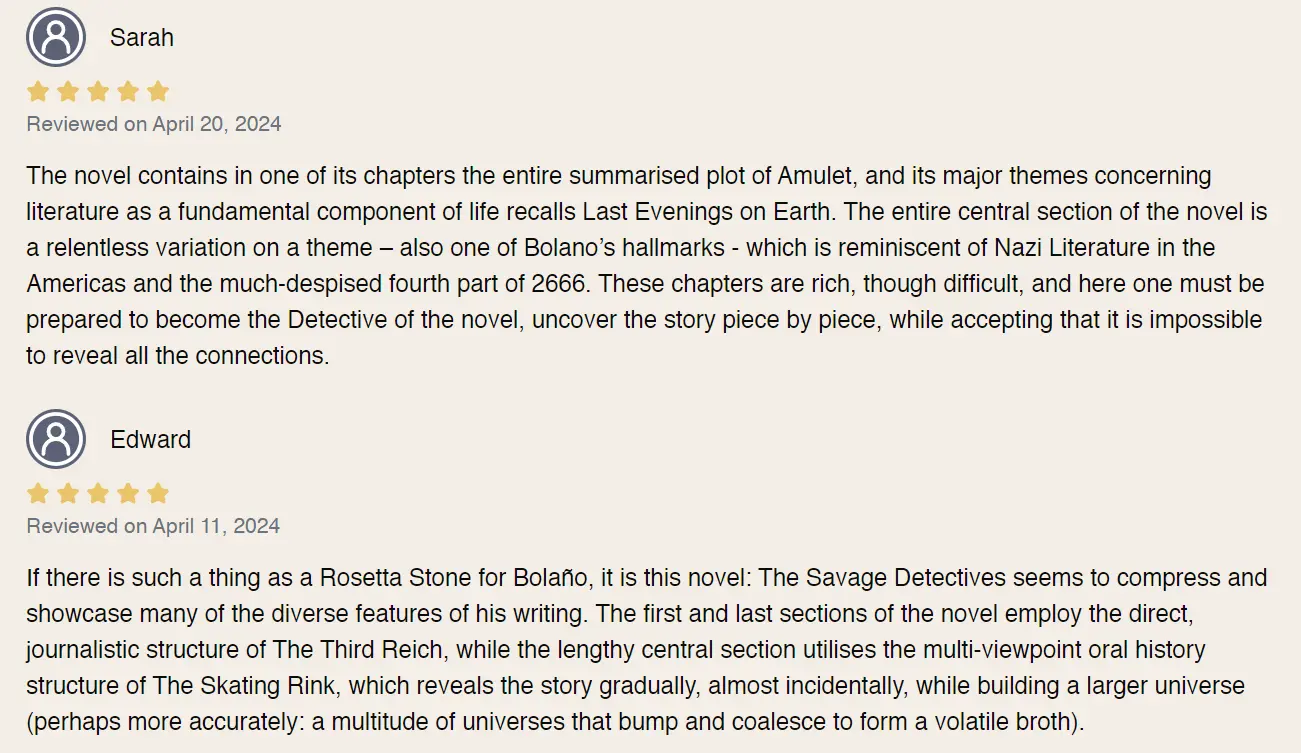 Sarah
Reviewed on April 20, 2024
The novel contains in one of its chapters the entire summarised plot of Amulet, and its major themes concerning
literature as a fundamental component of life recalls Last Evenings on Earth. The entire central section of the novel is
a relentless variation on a theme – also one of Bolano’s hallmarks - which is reminiscent of Nazi Literature in the
Americas and the much-despised fourth part of 2666. These chapters are rich, though difficult, and here one must be
prepared to become the Detective of the novel, uncover the story piece by piece, while accepting that it is impossible
to reveal all the connections.
Edward
Reviewed on April 11, 2024
If there is such a thing as a Rosetta Stone for Bolaño, it is this novel: The Savage Detectives seems to compress and
showcase many of the diverse features of his writing. The first and last sections of the novel employ the direct,
journalistic structure of The Third Reich, while the lengthy central section utilises the multi-viewpoint oral history
structure of The Skating Rink, which reveals the story gradually, almost incidentally, while building a larger universe
(perhaps more accurately: a multitude of universes that bump and coalesce to form a volatile broth).